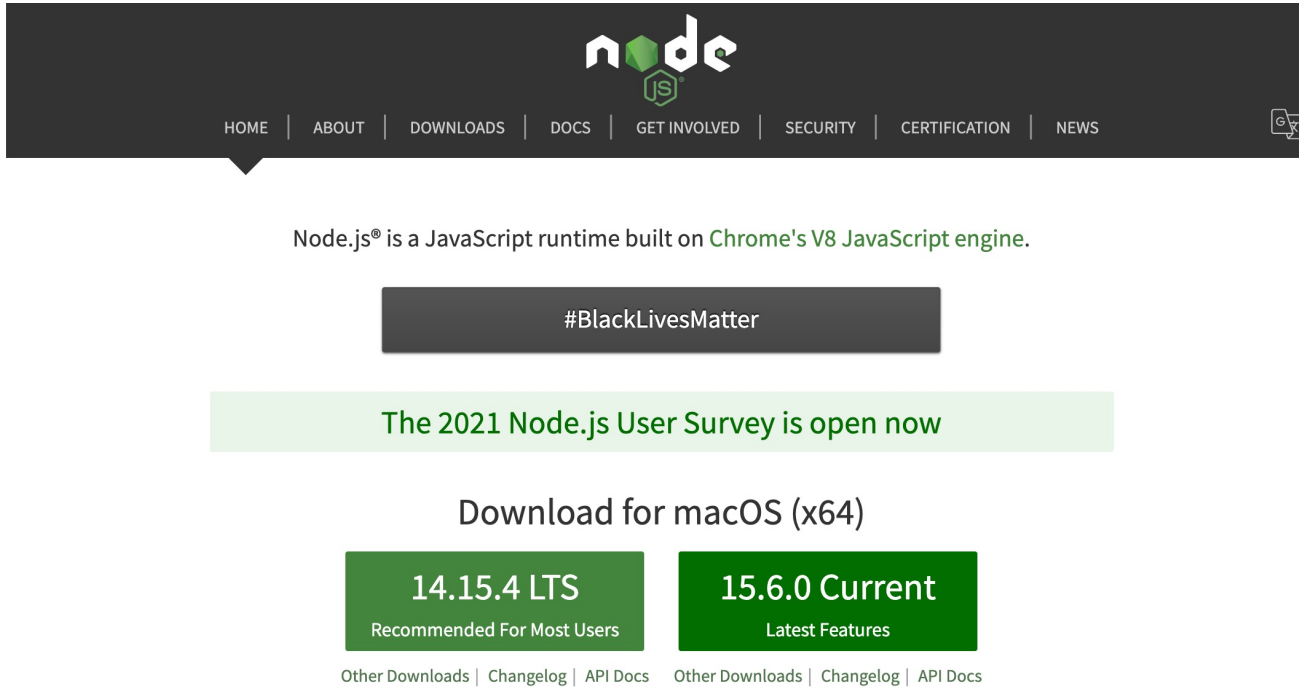 node
JS®
HOME | ABOUT | DOWNLOADS | DOCS | GET INVOLVED | SECURITY | CERTIFICATION | NEWS
G文
Node.js® is a JavaScript runtime built on Chrome's V8 JavaScript engine.
#BlackLivesMatter
The 2021 Node.js User Survey is open now
Download for macOS (x64)
14.15.4 LTS
Recommended For Most Users
15.6.0 Current
Latest Features
Other Downloads | Changelog | API Docs
Other Downloads | Changelog | API Docs